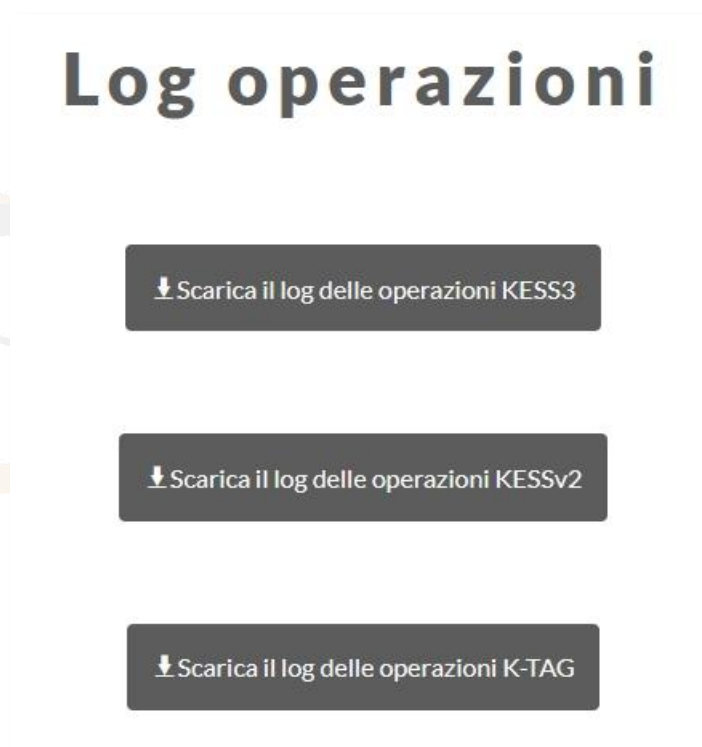 Log operazioni
Scarica il log delle operazioni KESS3
Scarica il log delle operazioni KESSv2
Scarica il log delle operazioni K-TAG